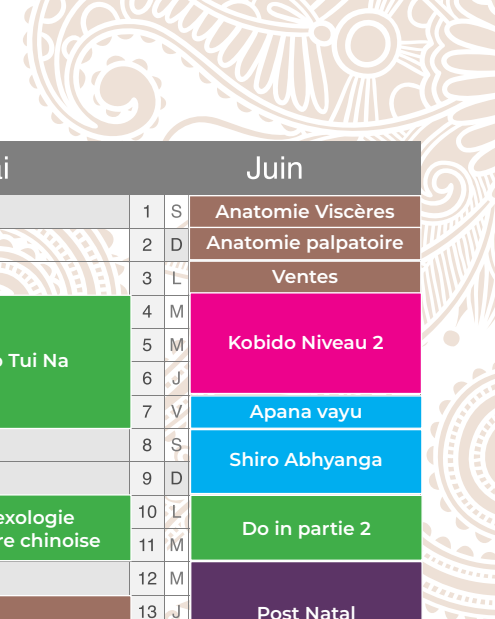 ai Juin
1 S Anatomie Viscères
2 D Anatomie palpatoire
3 L Ventes
4 M
5 M Kobido Niveau 2
6 J
o Tui Na
7 V Apana vayu
8 S Shiro Abhyanga
9 D
exologie 10 L Do in partie 2
re chinoise 11 M
12 M
13 J Post Natal